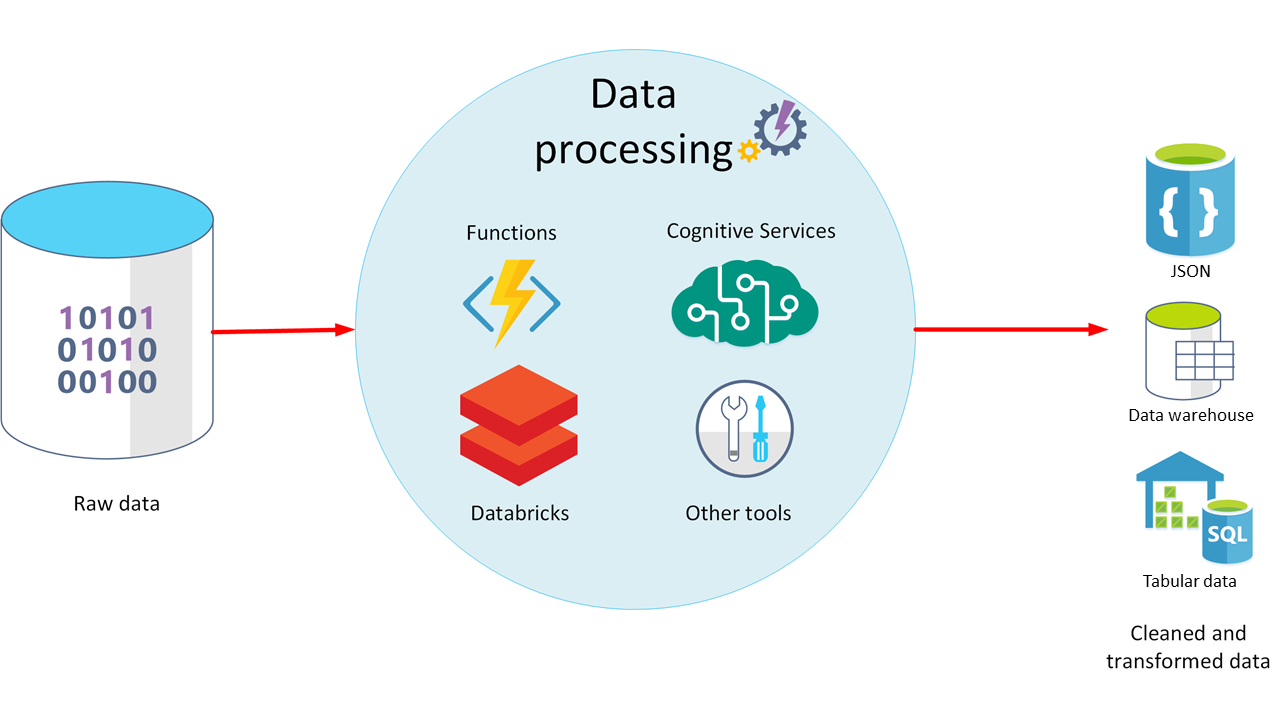 Data
processing
Functions
Cognitive Services
Databricks
Other tools
10101
01010
00100
Raw data
{ }
JSON
Data warehouse
SQL
Tabular data
Cleaned and
transformed data